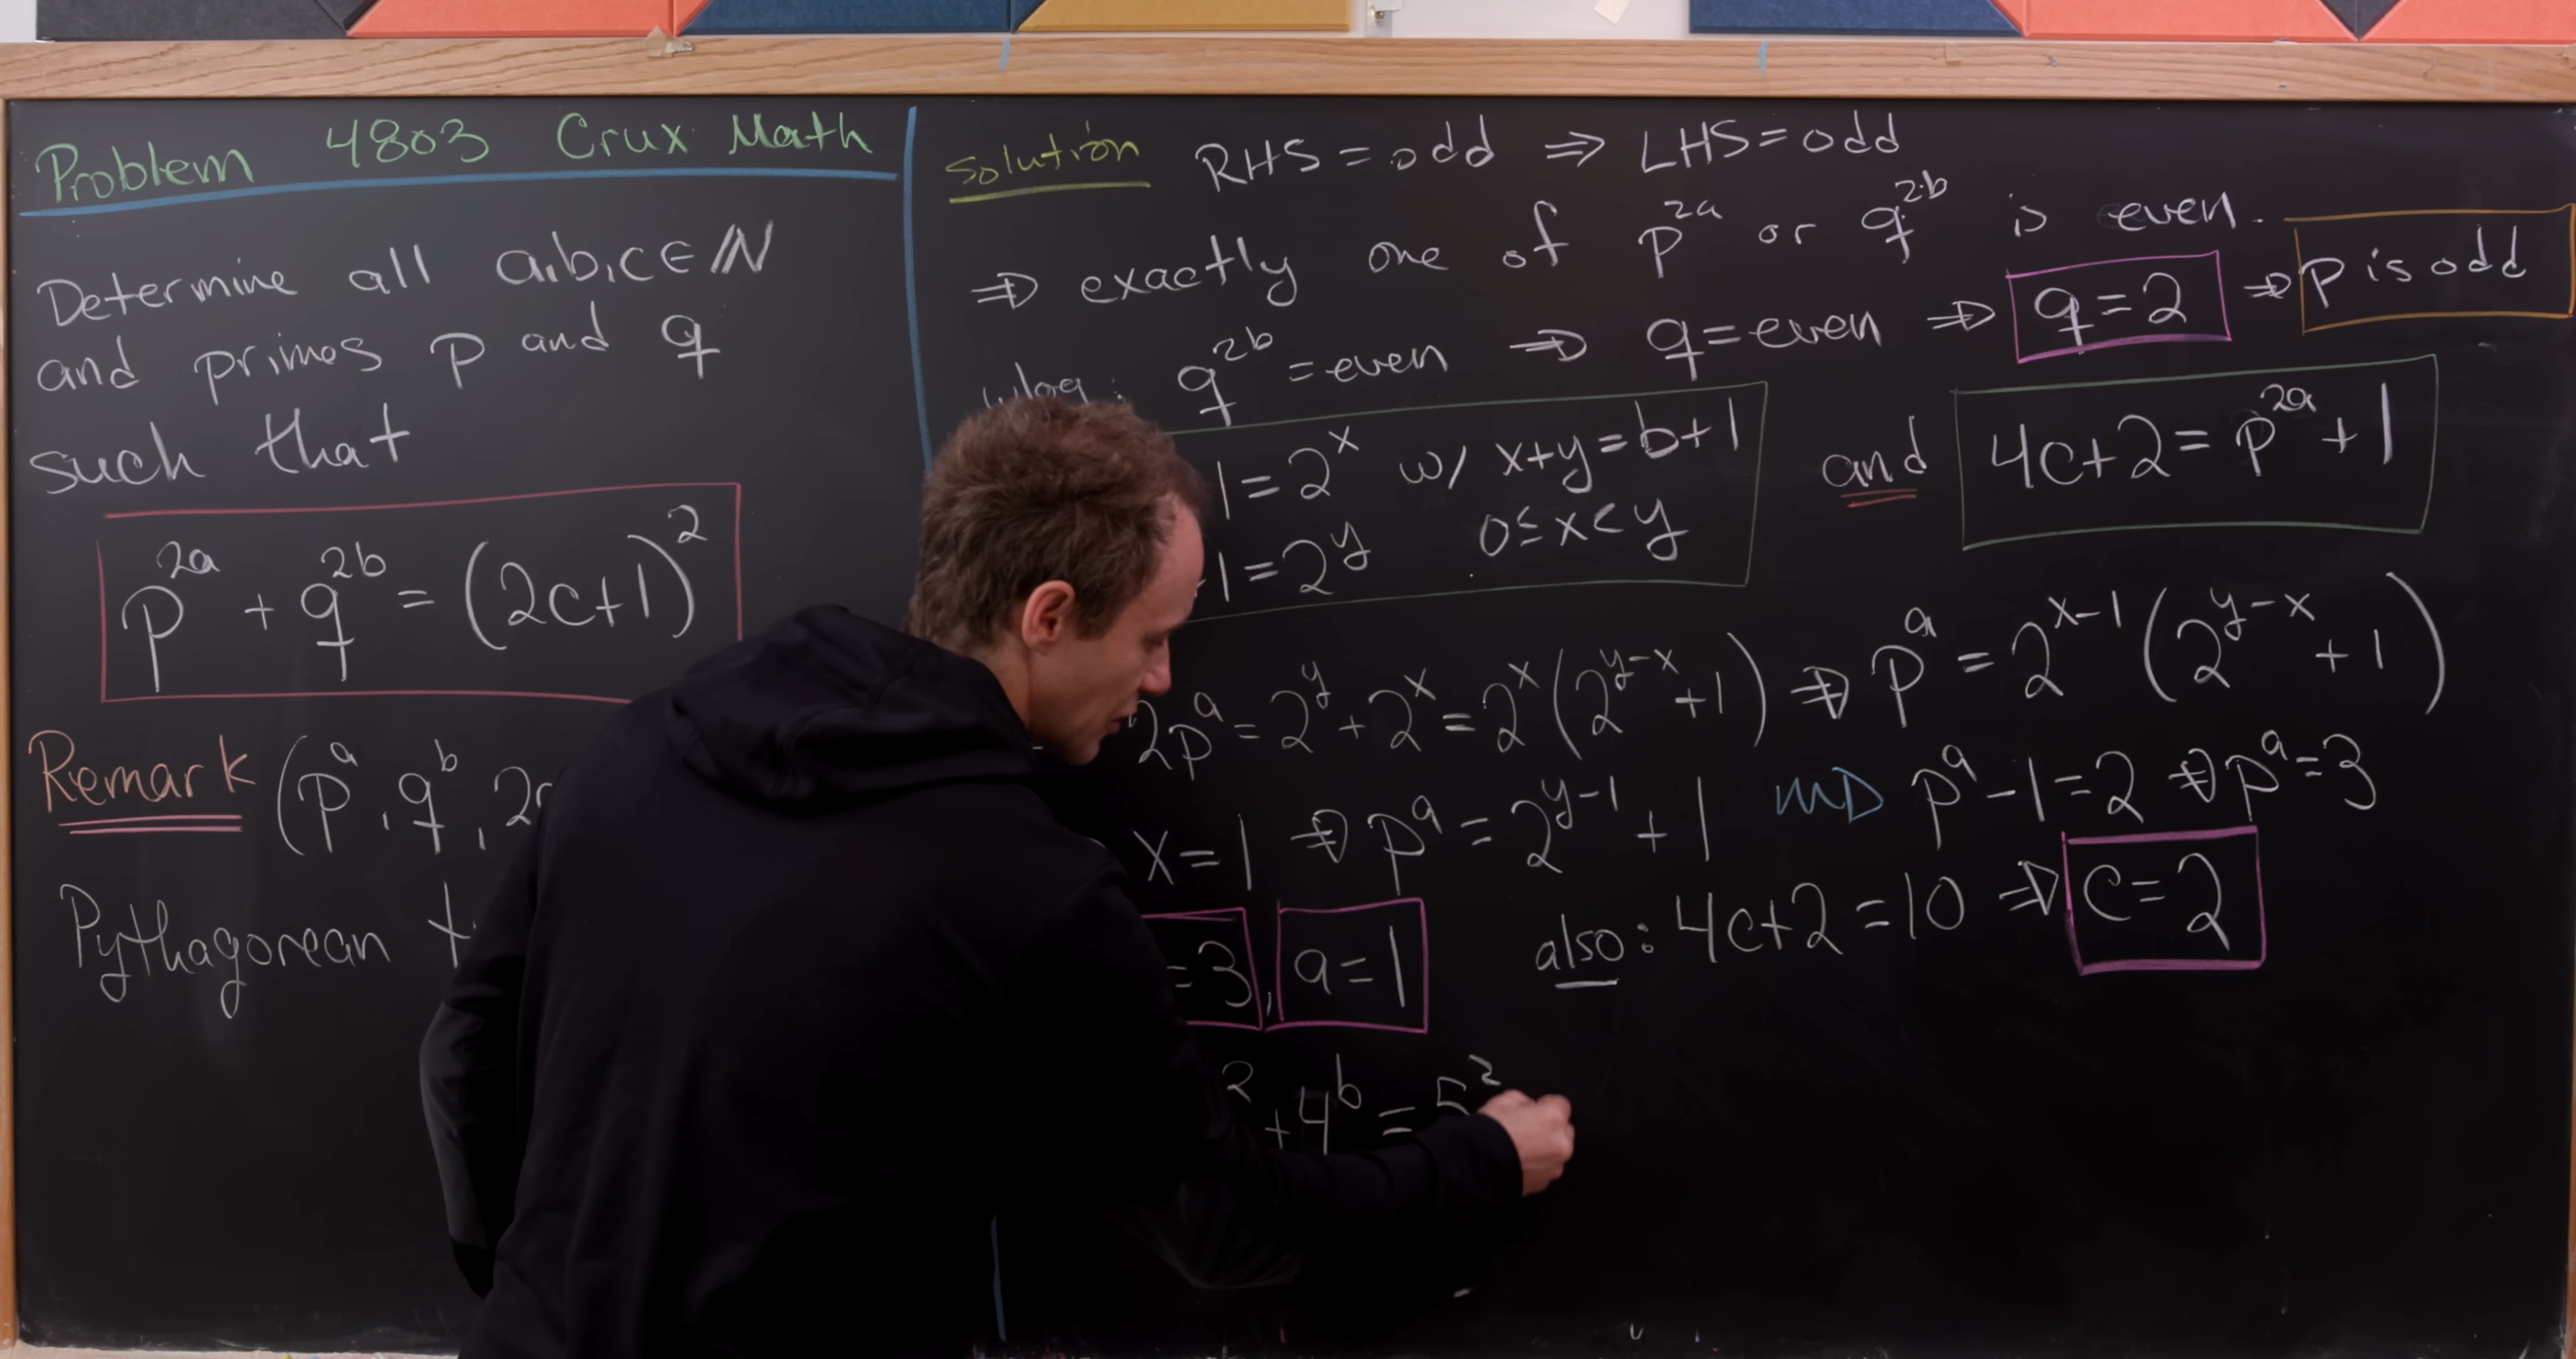 Problem 4803 Crux Math
Determine all a,b,c∈ℕ
and primes p and q
such that
p^{2a} + q^{2b} = (2c+1)^2
Remark (p^a, q^b, 2c
Pythagorean
Solution RHS = odd ⇒ LHS = odd
⇒ exactly one of p^{2a} or q^{2b} is even.
wlog: q^{2b} = even ⇒ q = even ⇒ q = 2 ⇒ p is odd
1 = 2^x w/ x+y = b+1 and 4c+2 = p^{2a} + 1
1 = 2^y 0 ≤ x < y
2p^a = 2^y + 2^x = 2^x(2^{y-x} + 1) ⇒ p^a = 2^{x-1}(2^{y-x} + 1)
x = 1 ⇒ p^a = 2^{y-1} + 1 ⇝ p^a - 1 = 2 ⇒ p^a = 3
= 3, a = 1 also: 4c+2 = 10 ⇒ c = 2
^2 + 4^b = 5^2